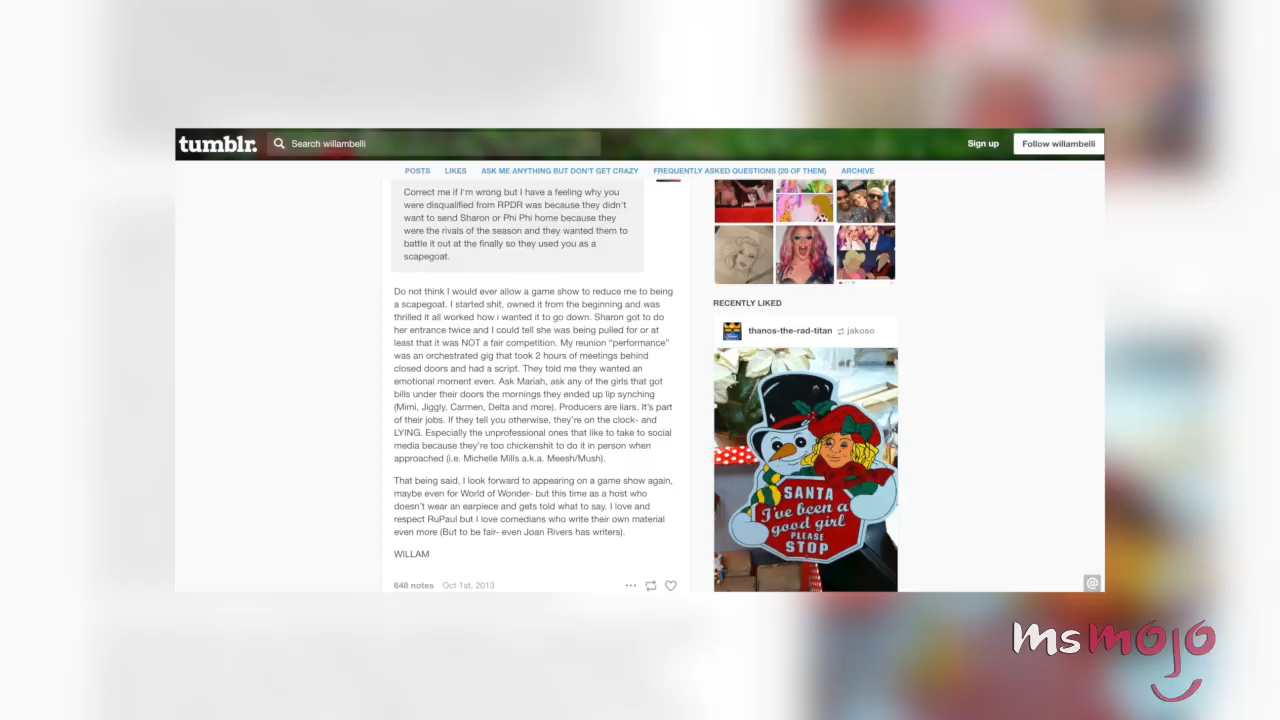 tumblr.
Search willambelli
Sign up
Follow willambelli
POSTS
LIKES
ASK ME ANYTHING BUT DON'T GET CRAZY
FREQUENTLY ASKED QUESTIONS (20 OF THEM)
ARCHIVE
Correct me if I'm wrong but I have a feeling why you
were disqualified from RPDR was because they didn't
want to send Sharon or Phi Phi home because they
were the rivals of the season and they wanted them to
battle it out at the finally so they used you as a
scapegoat.
Do not think I would ever allow a game show to reduce me to being
a scapegoat. I started shit, owned it from the beginning and was
thrilled it all worked how i wanted it to go down. Sharon got to do
her entrance twice and I could tell she was being pulled for or at
least that it was NOT a fair competition. My reunion “performance”
was an orchestrated gig that took 2 hours of meetings behind
closed doors and had a script. They told me they wanted an
emotional moment even. Ask Mariah, ask any of the girls that got
bills under their doors the mornings they ended up lip synching
(Mimi, Jiggly, Carmen, Delta and more). Producers are liars. It's part
of their jobs. If they tell you otherwise, they're on the clock- and
LYING. Especially the unprofessional ones that like to take to social
media because they're too chickenshit to do it in person when
approached (i.e. Michelle Mills a.k.a. Meesh/Mush).
That being said, I look forward to appearing on a game show again,
maybe even for World of Wonder- but this time as a host who
doesn't wear an earpiece and gets told what to say. I love and
respect RuPaul but I love comedians who write their own material
even more (But to be fair- even Joan Rivers has writers).
WILLAM
648 notes Oct 1st, 2013
RECENTLY LIKED
thanos-the-rad-titan jakoso
SANTA
I've been a
good girl
PLEASE
STOP
@
msmojo